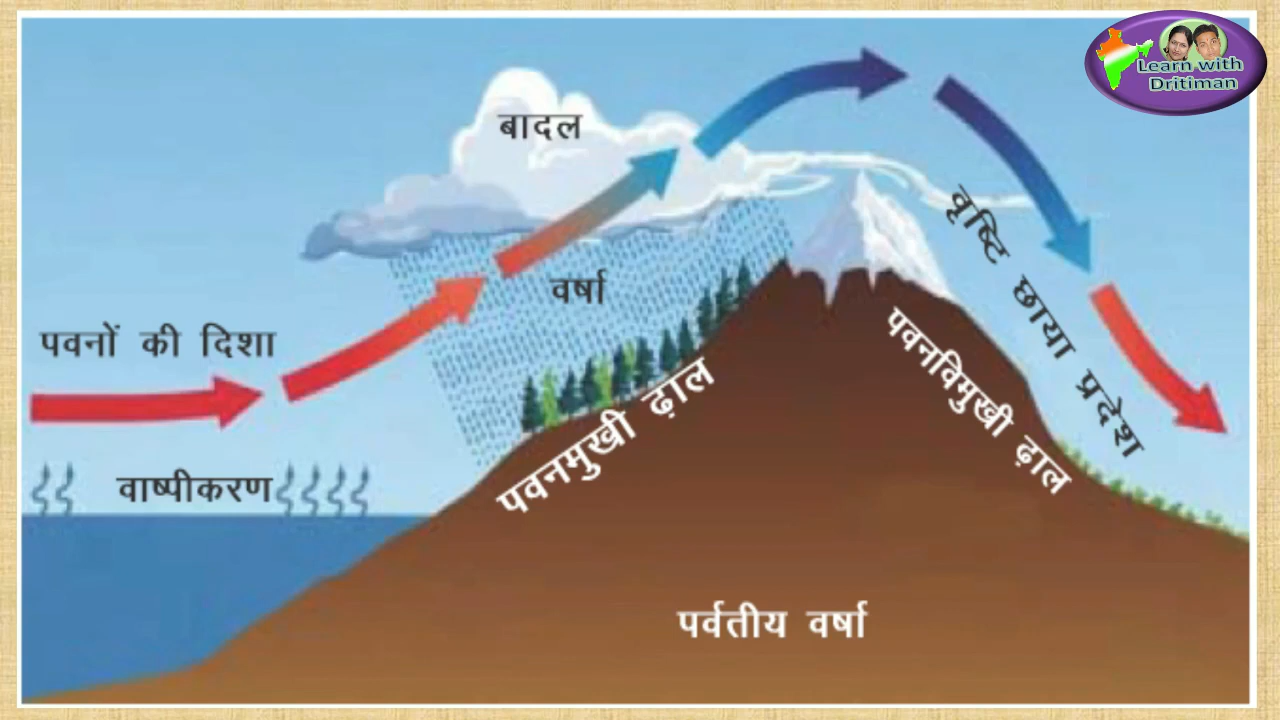 Learn with
Dritiman
बादल
वृष्टि छाया प्रदेश
वर्षा
पवनों की दिशा
पवनमुखी ढ़ाल
पवनविमुखी ढ़ाल
वाष्पीकरण
पर्वतीय वर्षा